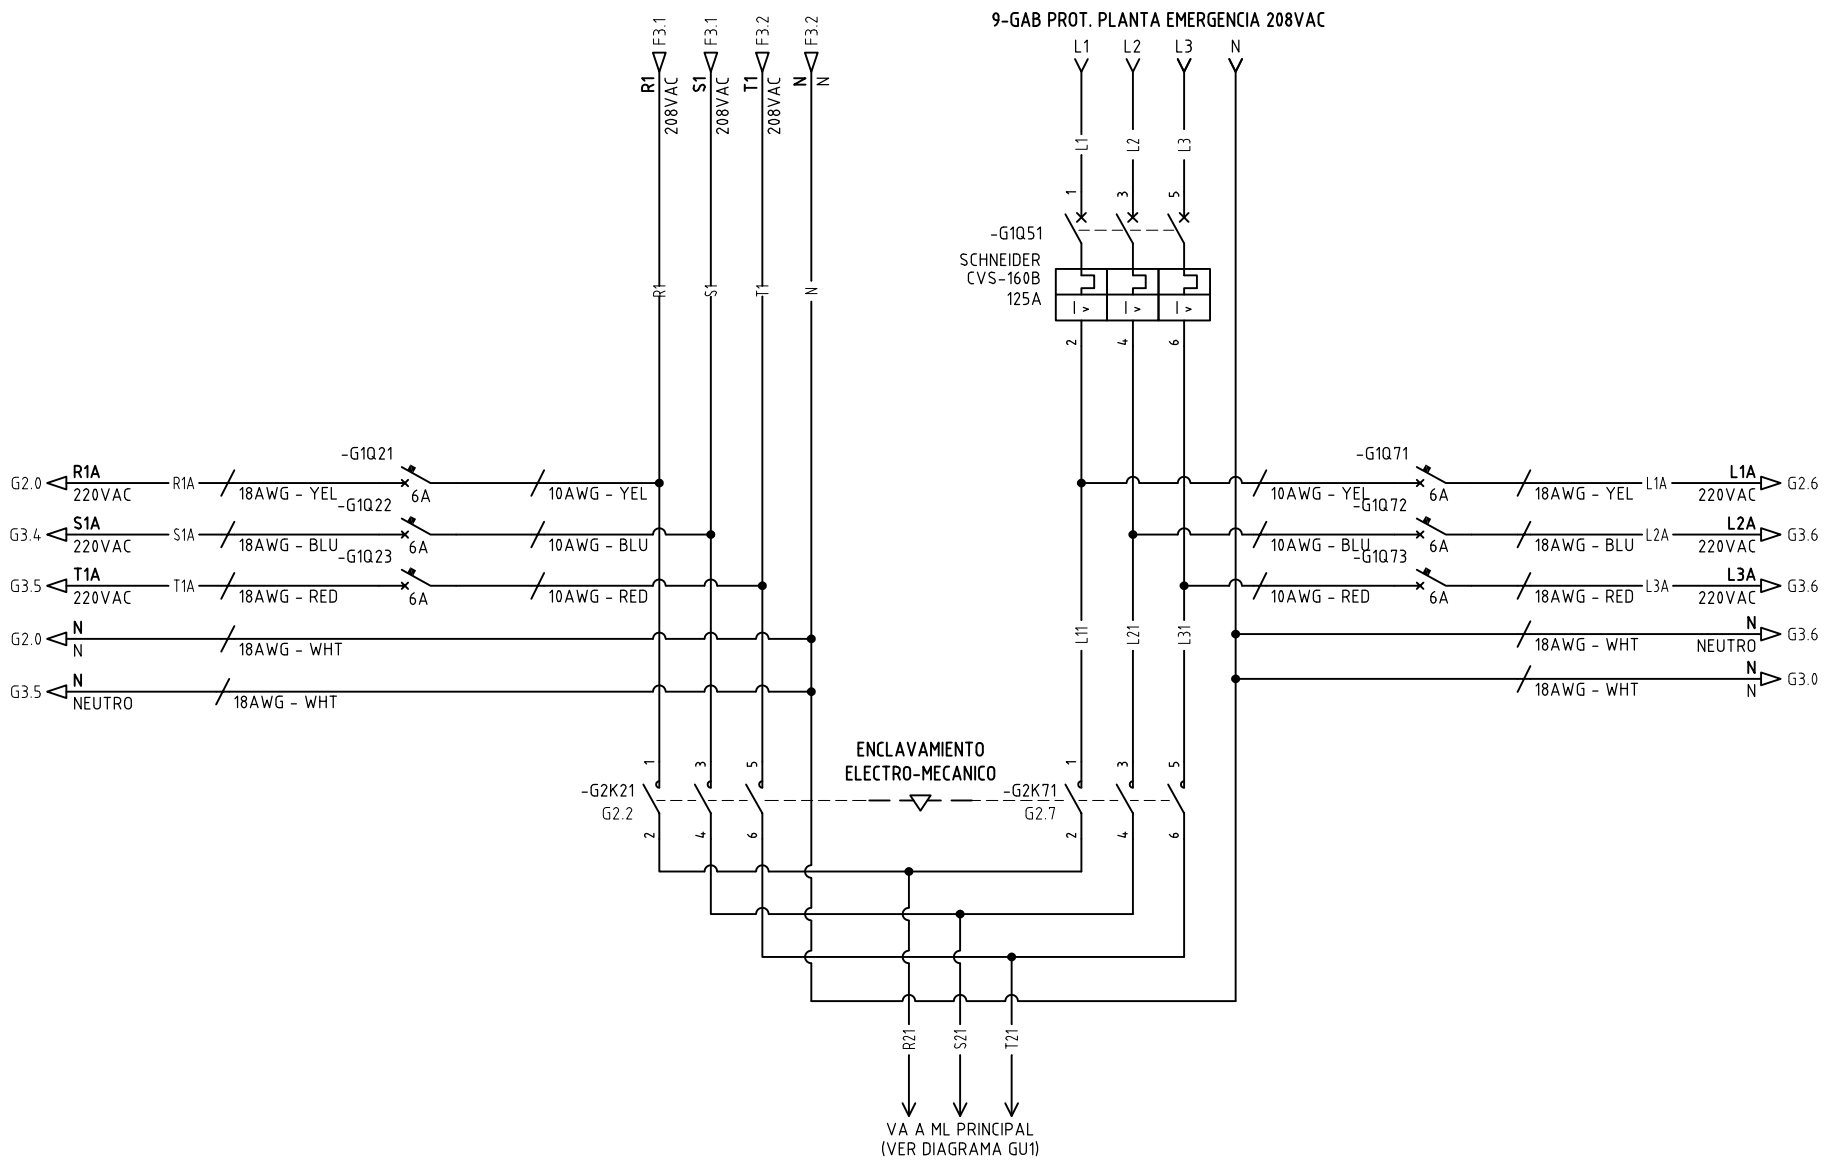 9-GAB PROT. PLANTA EMERGENCIA 208VAC
F3.1
F3.1
F3.2
F3.2
R1
208VAC
S1
208VAC
T1
208VAC
N
N
L1
L2
L3
N
L1
L2
L3
1
3
5
-G1Q51
SCHNEIDER
CVS-160B
125A
I >
I >
I >
2
4
6
R1
S1
T1
N
-G1Q21
G2.0
R1A
220VAC
R1A
18AWG - YEL
6A
10AWG - YEL
-G1Q22
G3.4
S1A
220VAC
S1A
18AWG - BLU
6A
10AWG - BLU
-G1Q23
G3.5
T1A
220VAC
T1A
18AWG - RED
6A
10AWG - RED
G2.0
N
N
18AWG - WHT
G3.5
N
NEUTRO
18AWG - WHT
-G1Q71
10AWG - YEL
6A
18AWG - YEL
L1A
L1A
220VAC
G2.6
-G1Q72
10AWG - BLU
6A
18AWG - BLU
L2A
L2A
220VAC
G3.6
-G1Q73
10AWG - RED
6A
18AWG - RED
L3A
L3A
220VAC
G3.6
L11
L21
L31
18AWG - WHT
N
NEUTRO
G3.6
18AWG - WHT
N
N
G3.0
ENCLAVAMIENTO
ELECTRO-MECANICO
1
3
5
-G2K21
G2.2
2
4
6
1
3
5
-G2K71
G2.7
2
4
6
R21
S21
T21
VA A ML PRINCIPAL
(VER DIAGRAMA GU1)